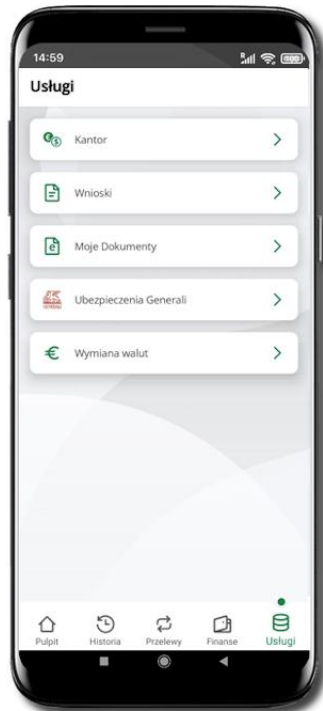 14:59
Usługi
Kantor
Wnioski
Moje Dokumenty
Ubezpieczenia Generali
Wymiana walut
Pulpit
Historia
Przelewy
Finanse
Usługi